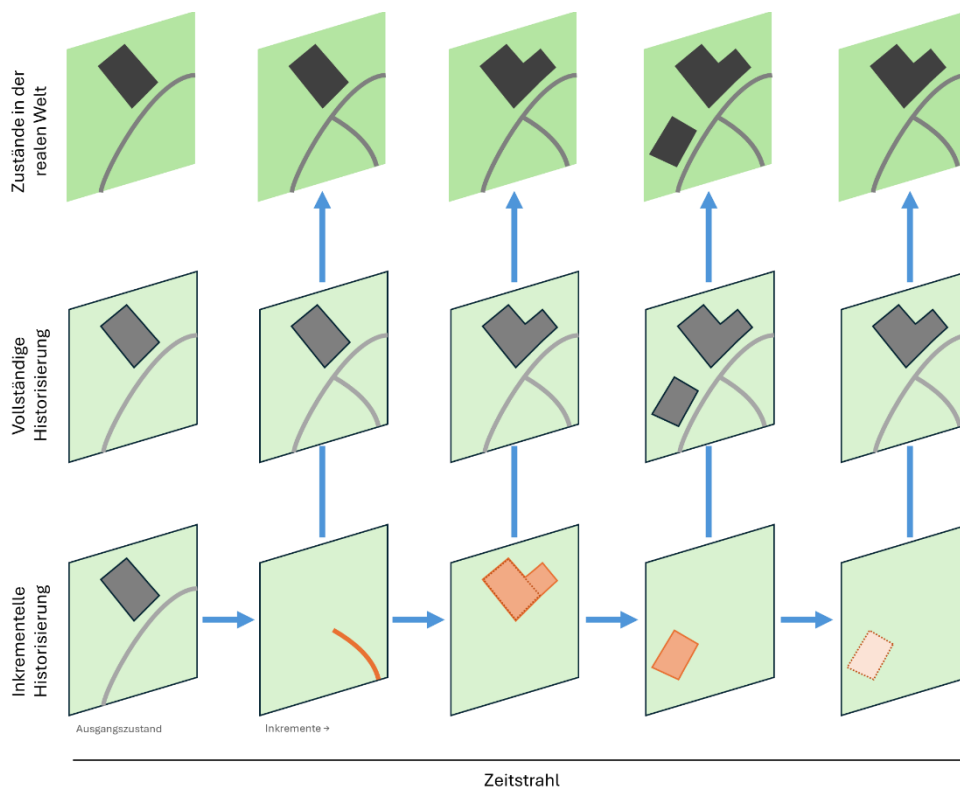 Zustände in der
realen Welt
Vollständige
Historisierung
Inkrementelle
Historisierung
Ausgangszustand
Inkremente →
Zeitstrahl